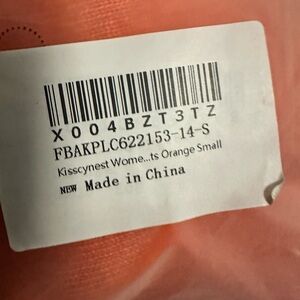 X004BZT3TZ
FBAKPLC622153-14-S
Kisscynest Wome...ts Orange Small
NEW Made in China